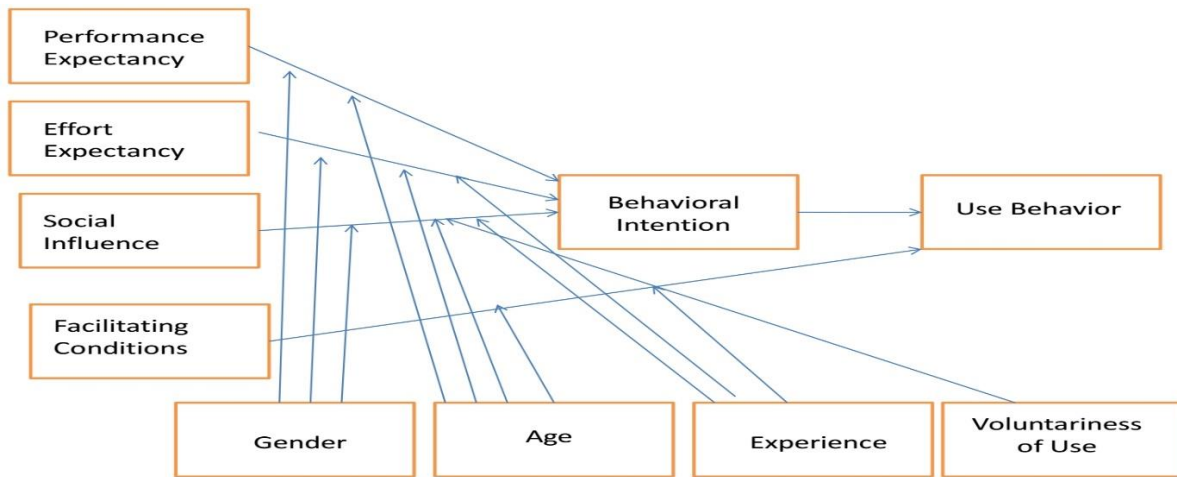 Performance
Expectancy
Effort
Expectancy
Social
Influence
Facilitating
Conditions
Behavioral
Intention
Use Behavior
Gender
Age
Experience
Voluntariness
of Use